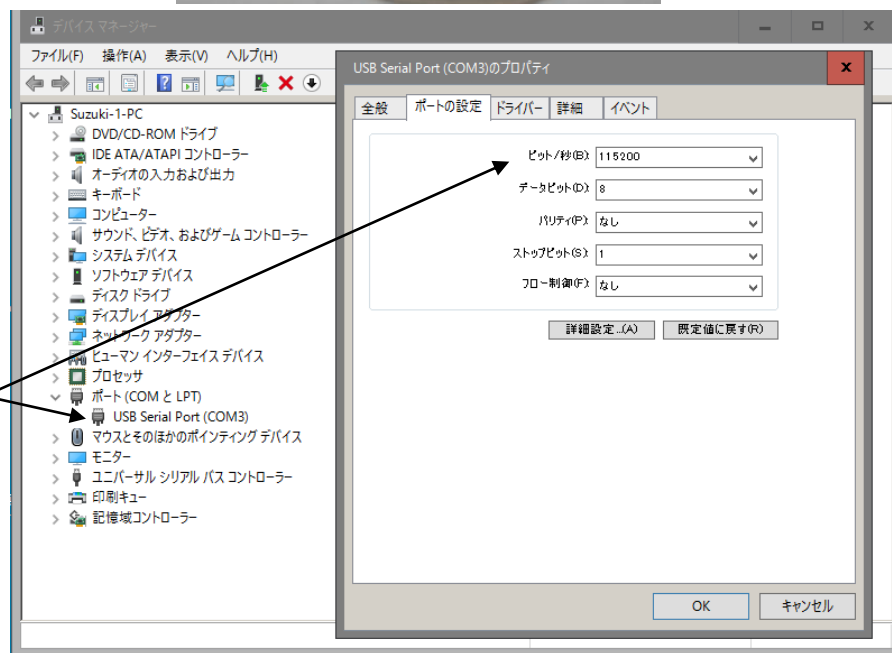 デバイス マネージャー
ファイル(F) 操作(A) 表示(V) ヘルプ(H)
Suzuki-1-PC
DVD/CD-ROM ドライブ
IDE ATA/ATAPI コントローラー
オーディオの入力および出力
キーボード
コンピューター
サウンド、ビデオ、およびゲーム コントローラー
システム デバイス
ソフトウェア デバイス
ディスク ドライブ
ディスプレイ アダプター
ネットワーク アダプター
ヒューマン インターフェイス デバイス
プロセッサ
ポート (COM と LPT)
USB Serial Port (COM3)
マウスとそのほかのポインティング デバイス
モニター
ユニバーサル シリアル バス コントローラー
印刷キュー
記憶域コントローラー
USB Serial Port (COM3)のプロパティ
全般 ポートの設定 ドライバー 詳細 イベント
ビット/秒(B): 115200
データ ビット(D): 8
パリティ(P): なし
ストップ ビット(S): 1
フロー制御(F): なし
詳細設定...(A) 既定値に戻す(R)
OK キャンセル